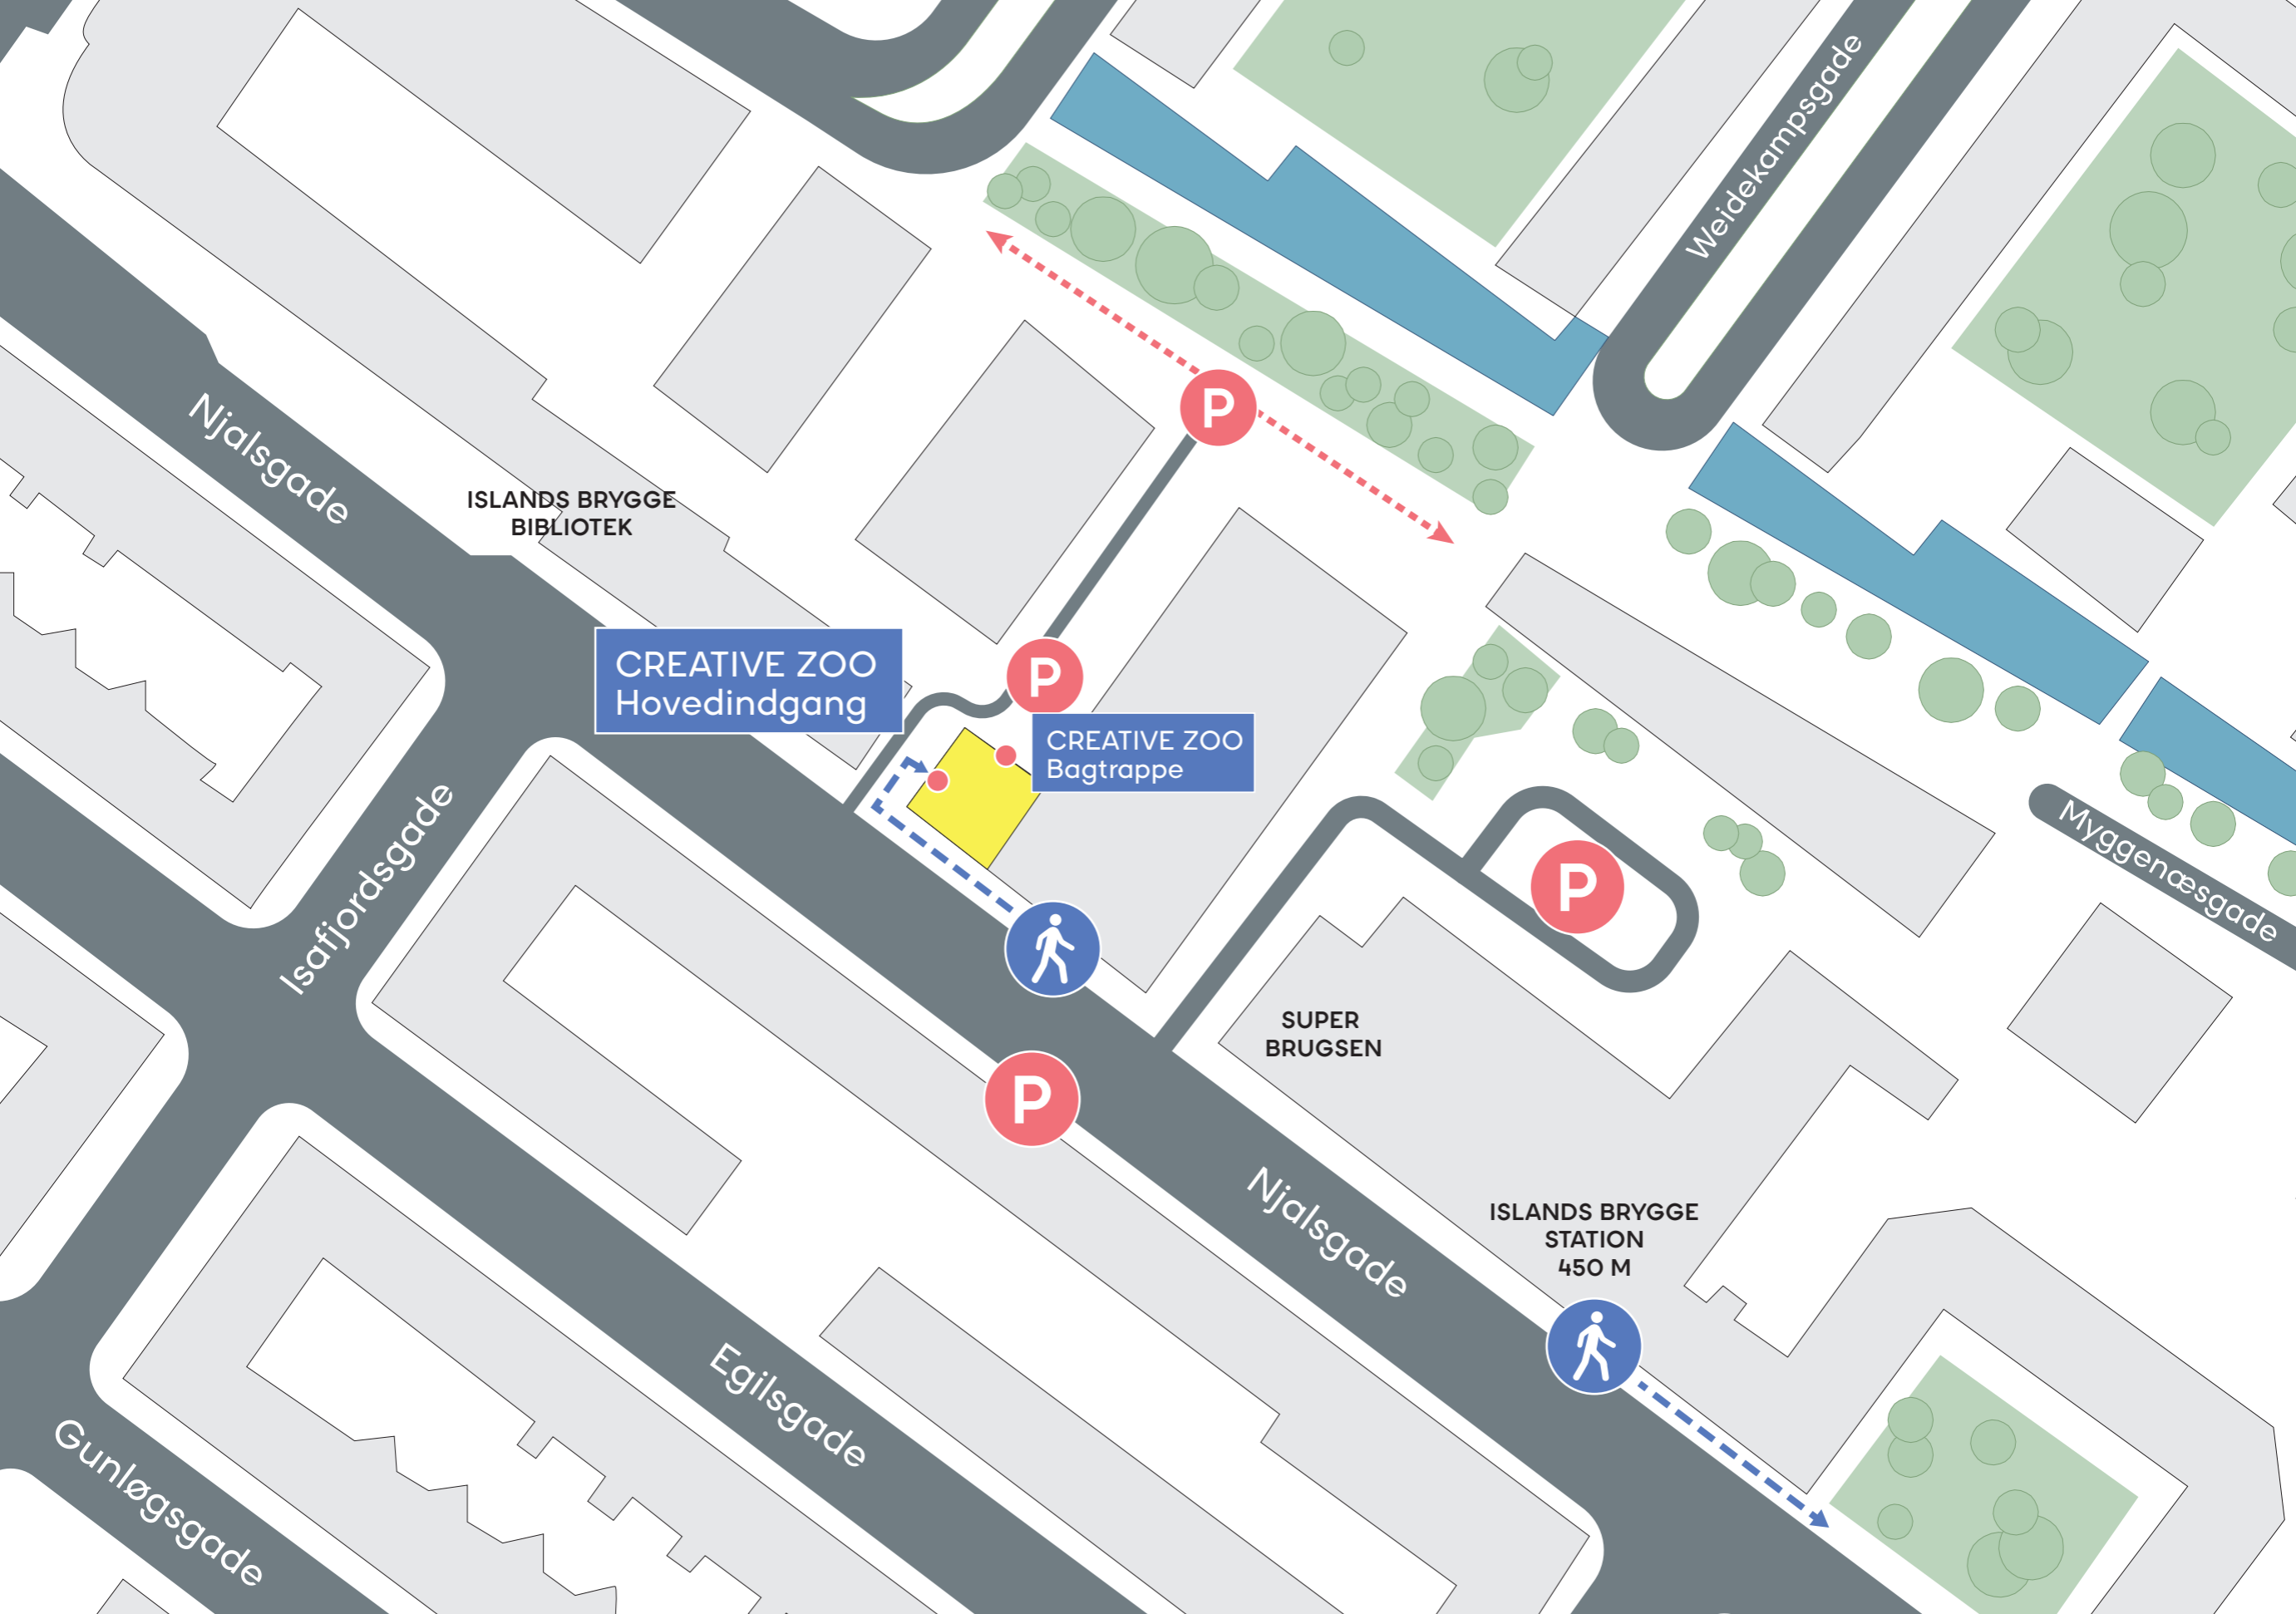 Weidekampsgade
P
Njalsgade
ISLANDS BRYGGE
BIBLIOTEK
CREATIVE ZOO
Hovedindgang
P
CREATIVE ZOO
Bagtrappe
Isafjordsgade
P
Myggenæsgade
SUPER
BRUGSEN
P
Njalsgade
ISLANDS BRYGGE
STATION
450 M
Egilsgade
Gunløgsgade